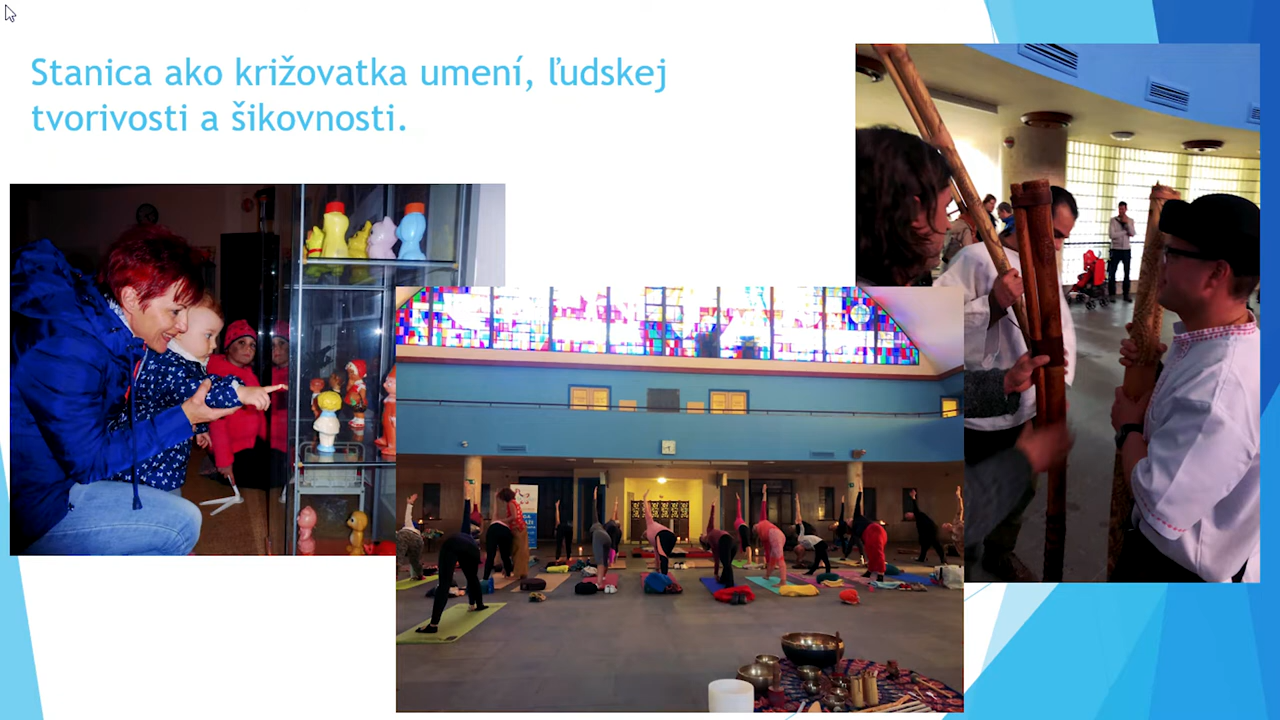 Stanica ako križovatka umení, ľudskej
tvorivosti a šikovnosti.